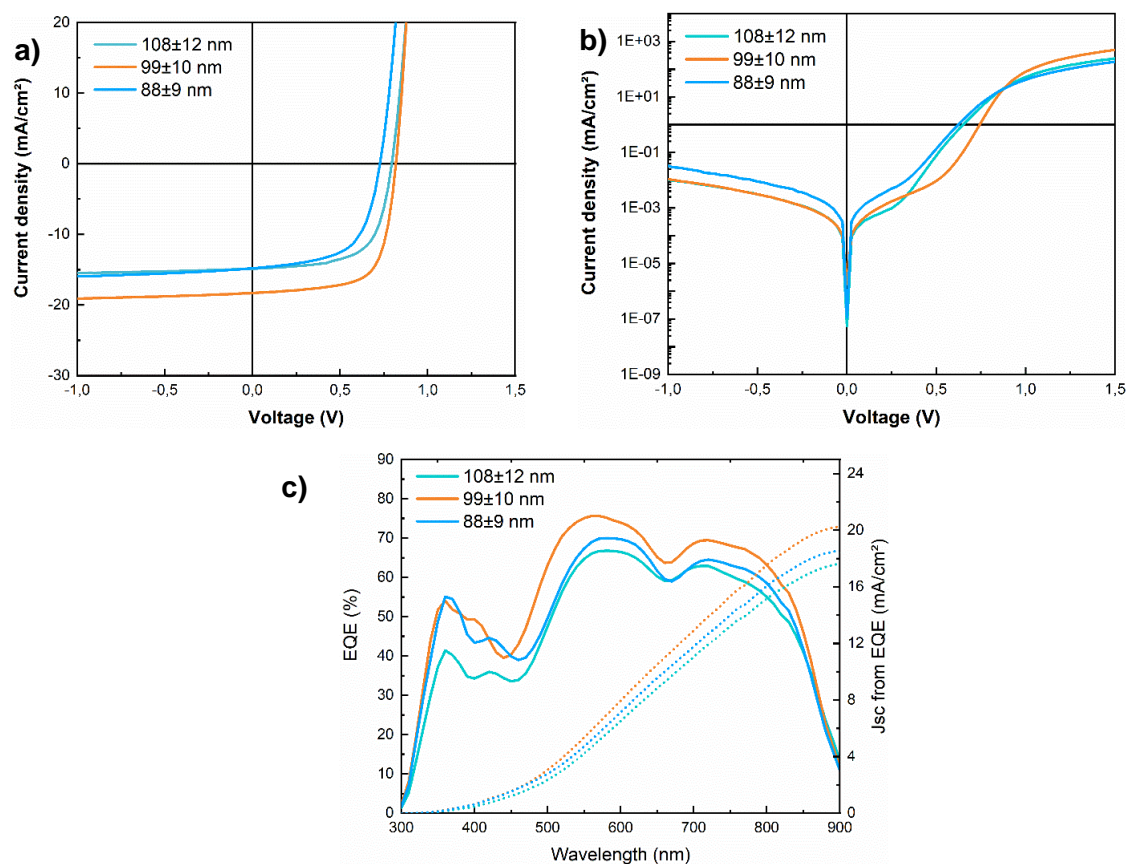 a)
108±12 nm
99±10 nm
88±9 nm
20
10
0
-10
-20
-30
-1,0
-0,5
0,0
0,5
1,0
1,5
Current density (mA/cm²)
Voltage (V)
b)
108±12 nm
99±10 nm
88±9 nm
1E+03
1E+01
1E-01
1E-03
1E-05
1E-07
1E-09
-1,0
-0,5
0,0
0,5
1,0
1,5
Current density (mA/cm²)
Voltage (V)
c)
108±12 nm
99±10 nm
88±9 nm
90
80
70
60
50
40
30
20
10
0
300
400
500
600
700
800
900
24
20
16
12
8
4
0
EQE (%)
Jsc from EQE (mA/cm²)
Wavelength (nm)